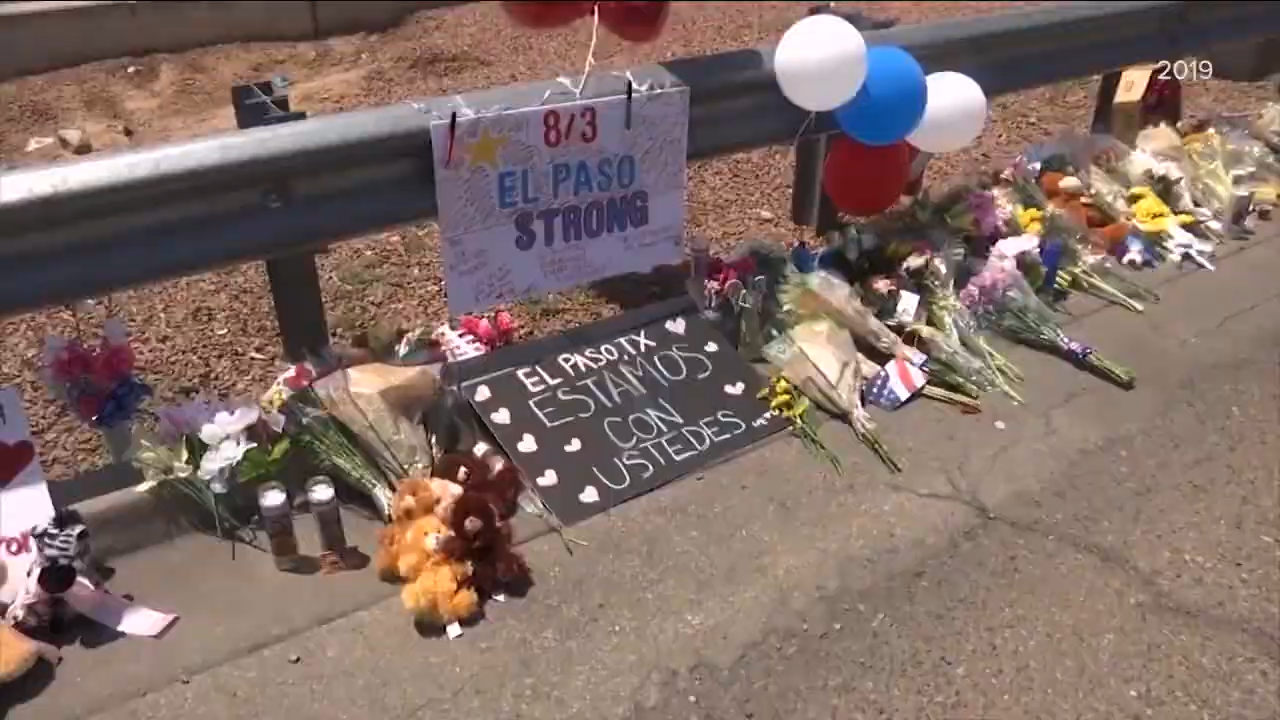 2019
8/3
EL PASO
STRONG
EL PASO,TX
ESTAMOS
CON
USTEDES